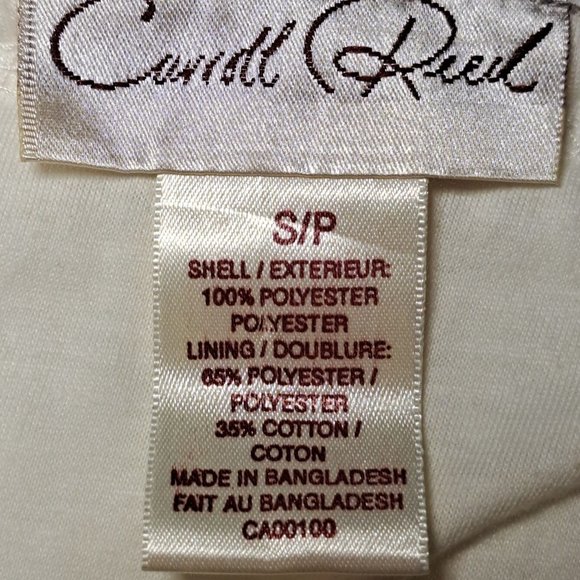 Carroll Reed
S/P
SHELL / EXTERIEUR:
100% POLYESTER
POLYESTER
LINING / DOUBLURE:
65% POLYESTER /
POLYESTER
35% COTTON /
COTON
MADE IN BANGLADESH
FAIT AU BANGLADESH
CA00100